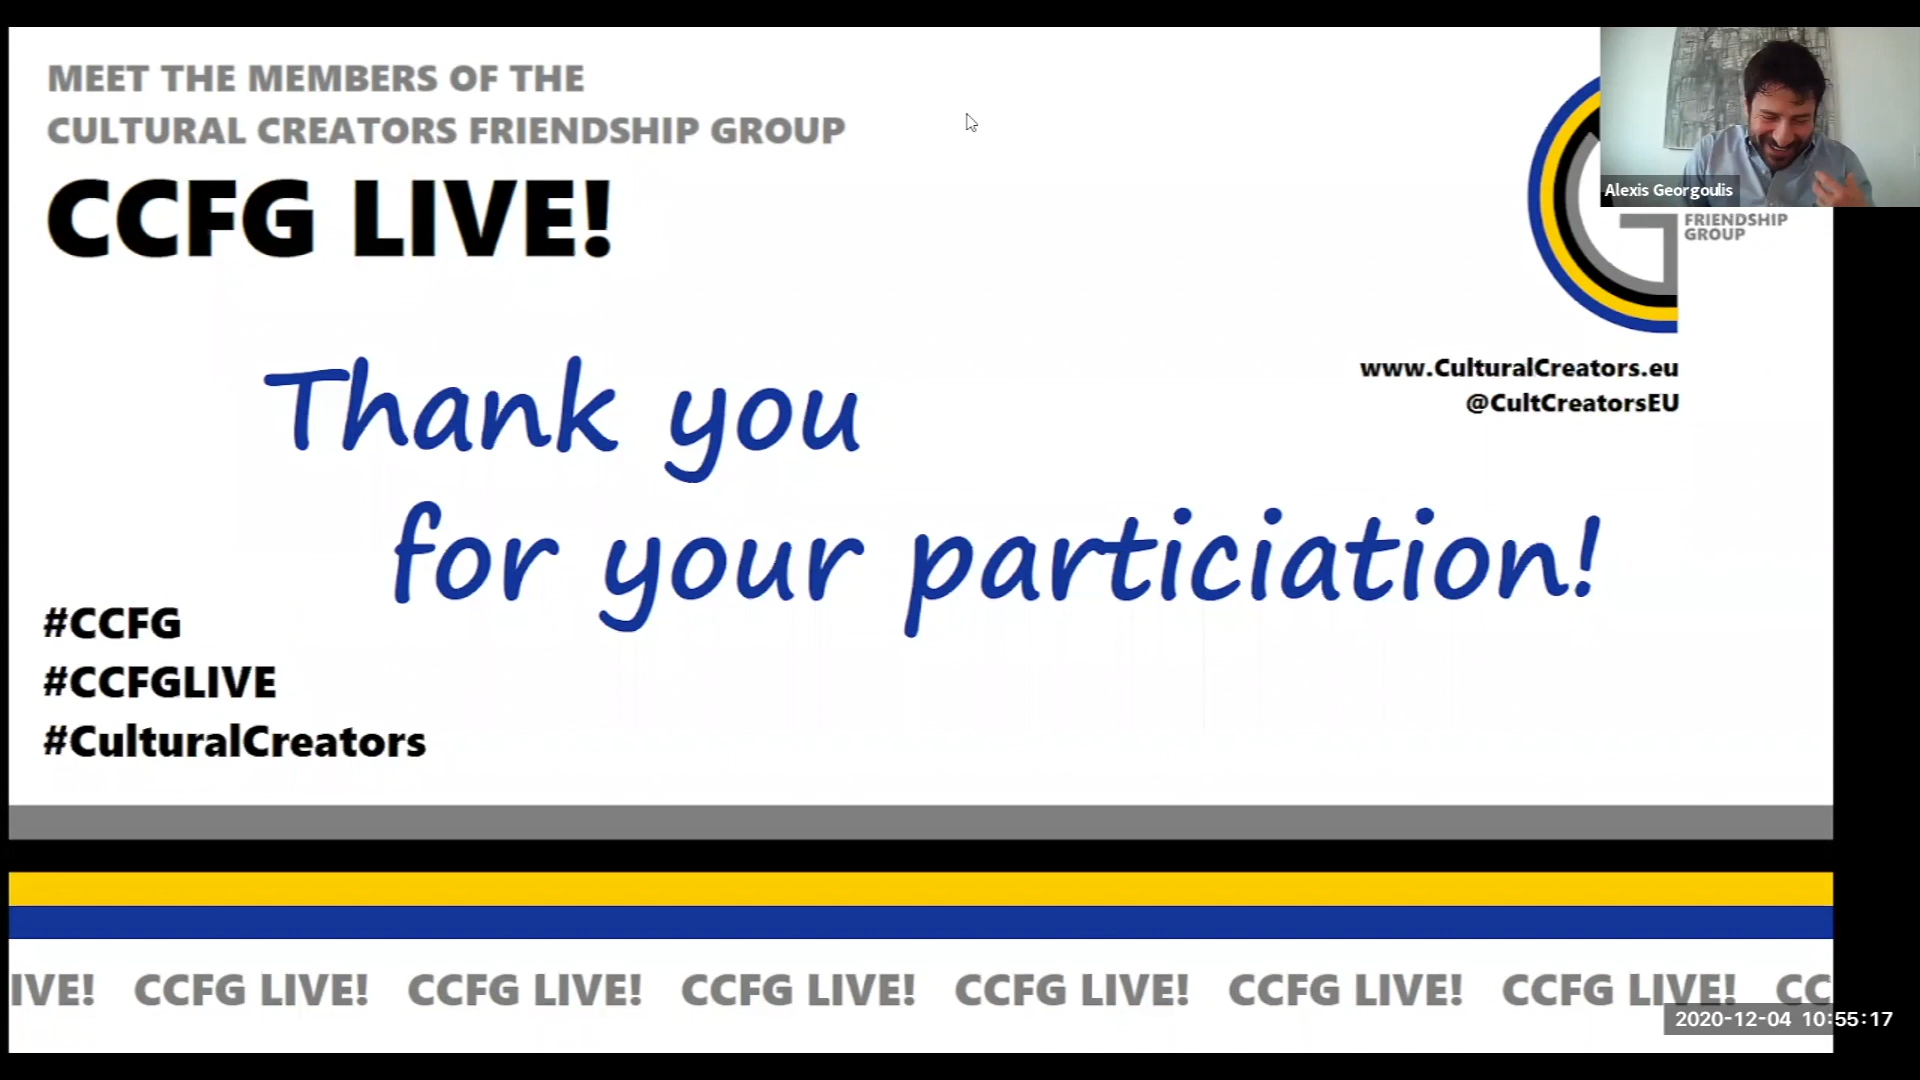 MEET THE MEMBERS OF THE
CULTURAL CREATORS FRIENDSHIP GROUP
CCFG LIVE!
Alexis Georgoulis
FRIENDSHIP
GROUP
www.CulturalCreators.eu
@CultCreatorsEU
Thank you
for your particiation!
#CCFG
#CCFGLIVE
#CulturalCreators
IVE! CCFG LIVE! CCFG LIVE! CCFG LIVE! CCFG LIVE! CCFG LIVE! CCFG LIVE! CC
2020-12-04 10:55:17